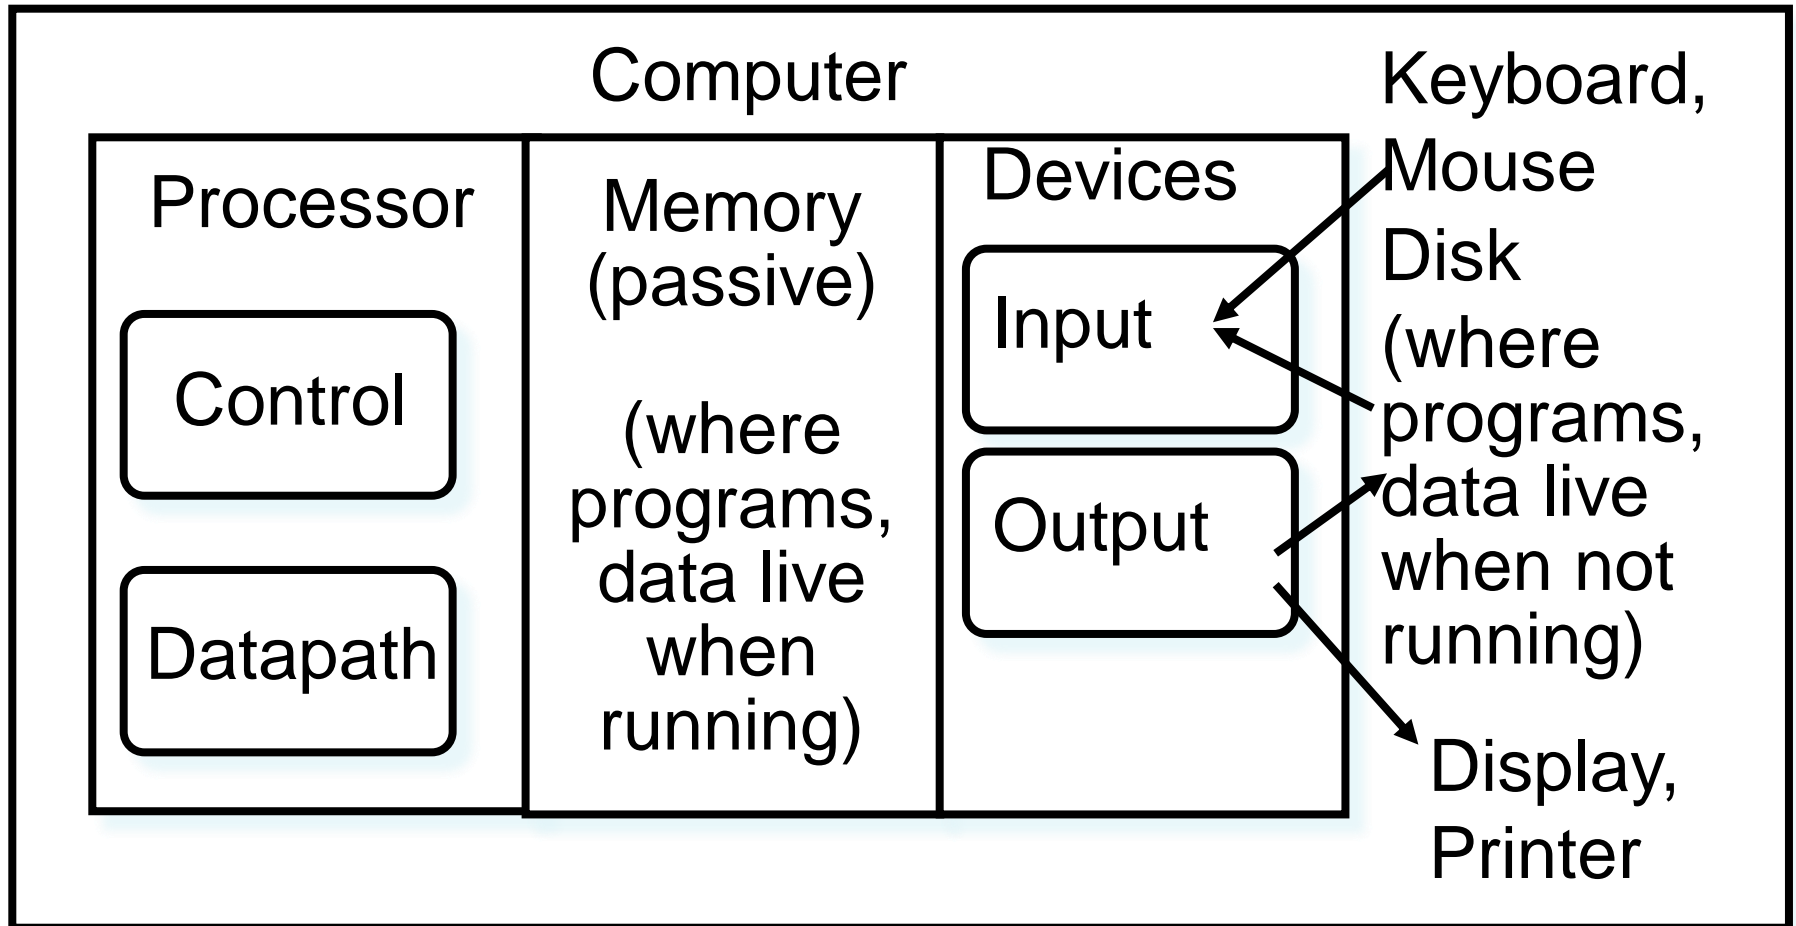 Computer
Processor
Control
Datapath
Memory
(passive)
(where
programs,
data live
when
running)
Devices
Input
Output
Keyboard,
Mouse
Disk
(where
programs,
data live
when not
running)
Display,
Printer